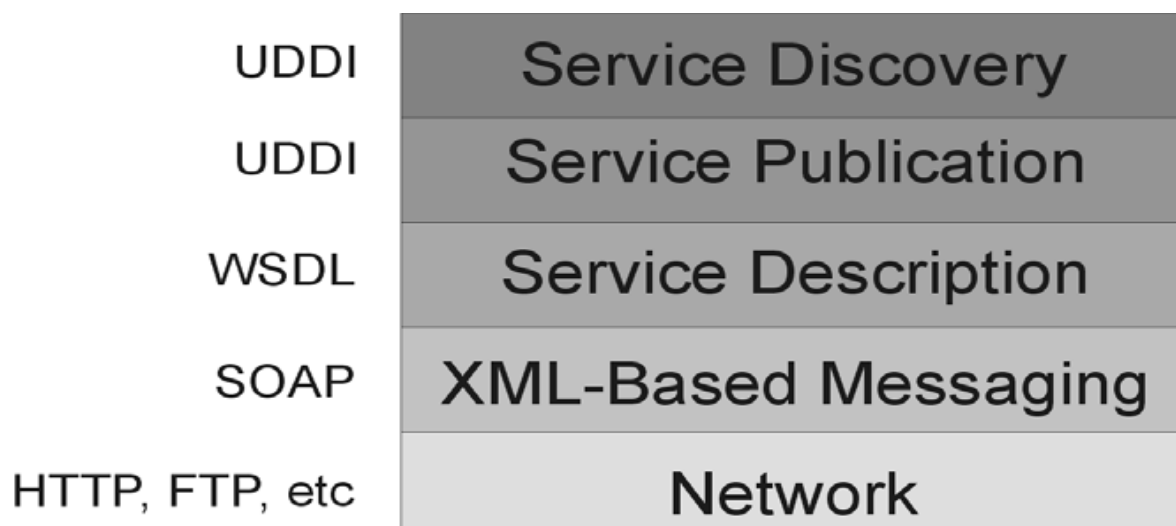 UDDI Service Discovery
UDDI Service Publication
WSDL Service Description
SOAP XML-Based Messaging
HTTP, FTP, etc Network